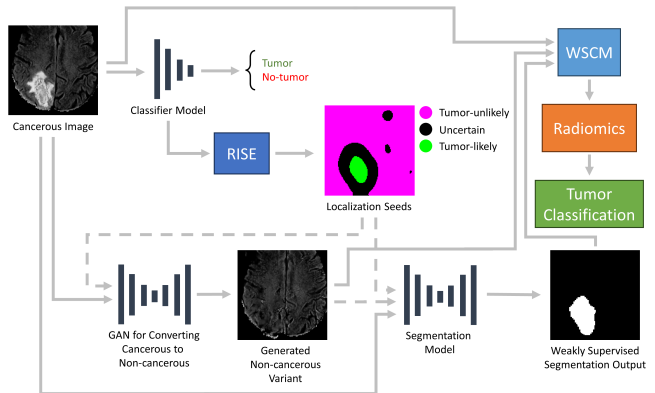 Cancerous Image
Classifier Model
Tumor
No-tumor
WSCM
Radiomics
Tumor
Classification
RISE
Tumor-unlikely
Uncertain
Tumor-likely
Localization Seeds
GAN for Converting
Cancerous to
Non-cancerous
Generated
Non-cancerous
Variant
Segmentation
Model
Weakly Supervised
Segmentation Output